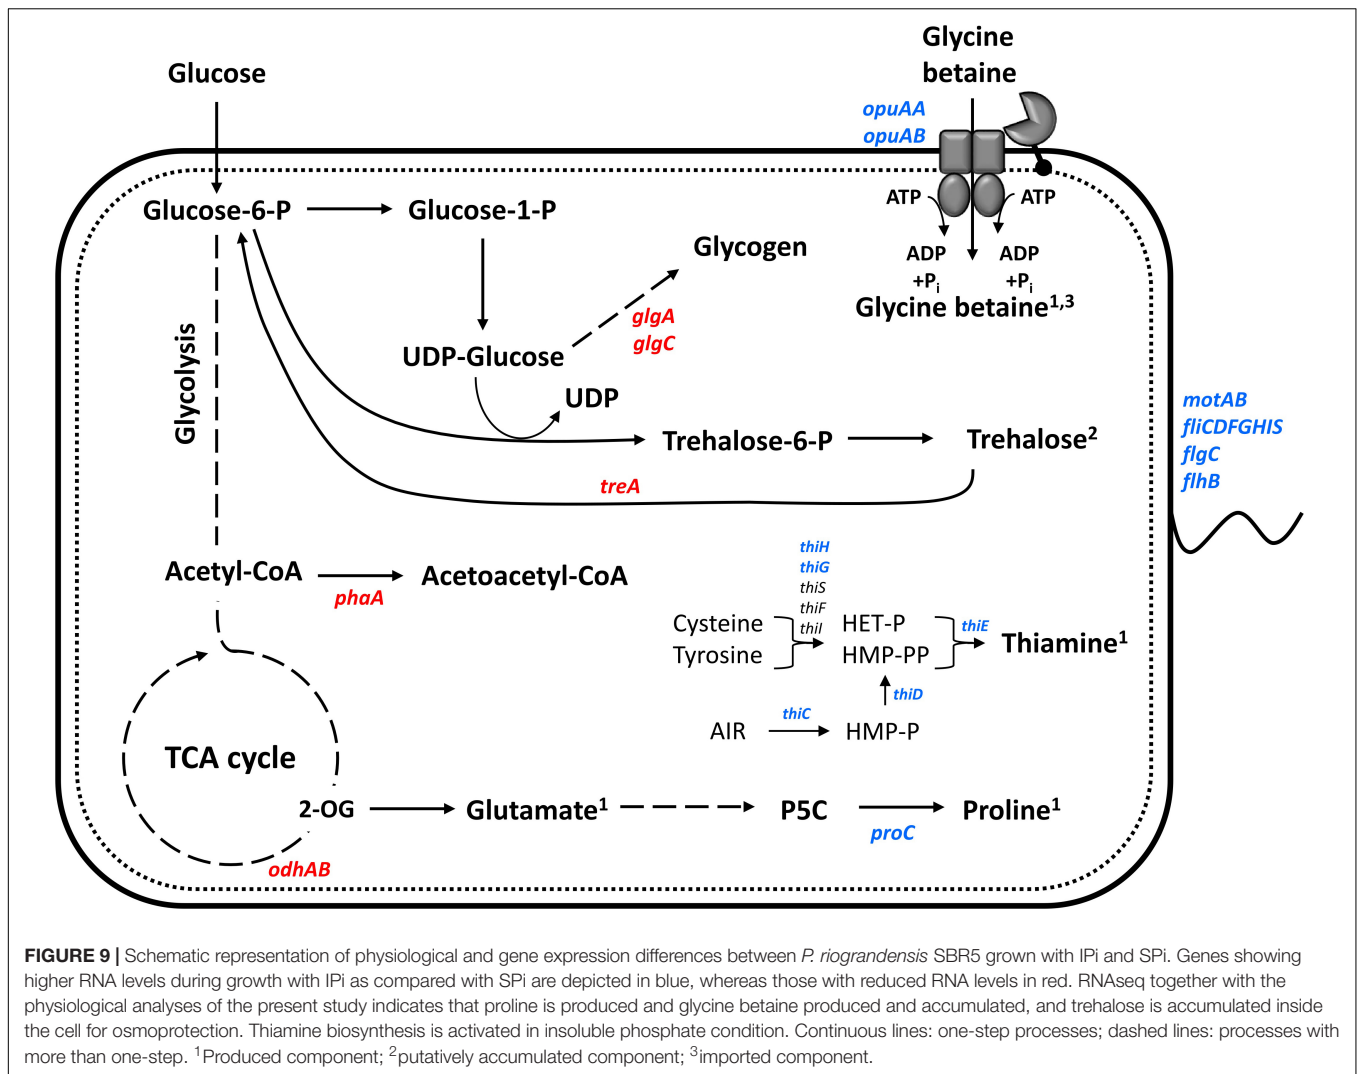 Glycine
betaine
Glucose
opuAA
opuAB
ATP
ATP
Glucose-6-P
Glucose-1-P
ADP
+Pi
ADP
+Pi
Glycogen
Glycine betaine1,3
glgA
glgC
Glycolysis
UDP-Glucose
UDP
motAB
fliCDFGHIS
flgC
flhB
Trehalose-6-P
Trehalose2
treA
Acetyl-CoA
Acetoacetyl-CoA
phaA
thiH
thiG
thiS
thiF
thiI
Cysteine
Tyrosine
HET-P
HMP-PP
thiE
Thiamine1
thiD
thiC
AIR
HMP-P
TCA cycle
2-OG
Glutamate1
P5C
Proline1
proC
odhAB
FIGURE 9 | Schematic representation of physiological and gene expression differences between P. riograndensis SBR5 grown with IPi and SPi. Genes showing
higher RNA levels during growth with IPi as compared with SPi are depicted in blue, whereas those with reduced RNA levels in red. RNAseq together with the
physiological analyses of the present study indicates that proline is produced and glycine betaine produced and accumulated, and trehalose is accumulated inside
the cell for osmoprotection. Thiamine biosynthesis is activated in insoluble phosphate condition. Continuous lines: one-step processes; dashed lines: processes with
more than one-step. 1Produced component; 2putatively accumulated component; 3imported component.